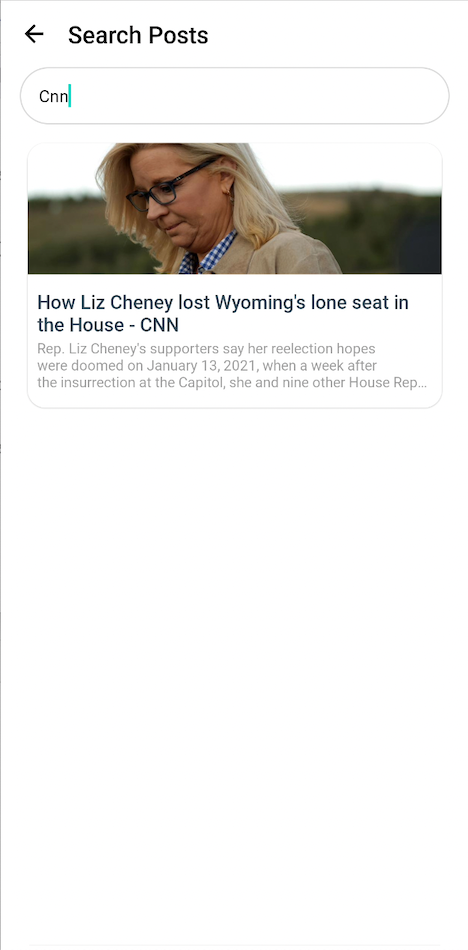 Search Posts
Cnn
How Liz Cheney lost Wyoming's lone seat in
the House - CNN
Rep. Liz Cheney's supporters say her reelection hopes
were doomed on January 13, 2021, when a week after
the insurrection at the Capitol, she and nine other House Rep...